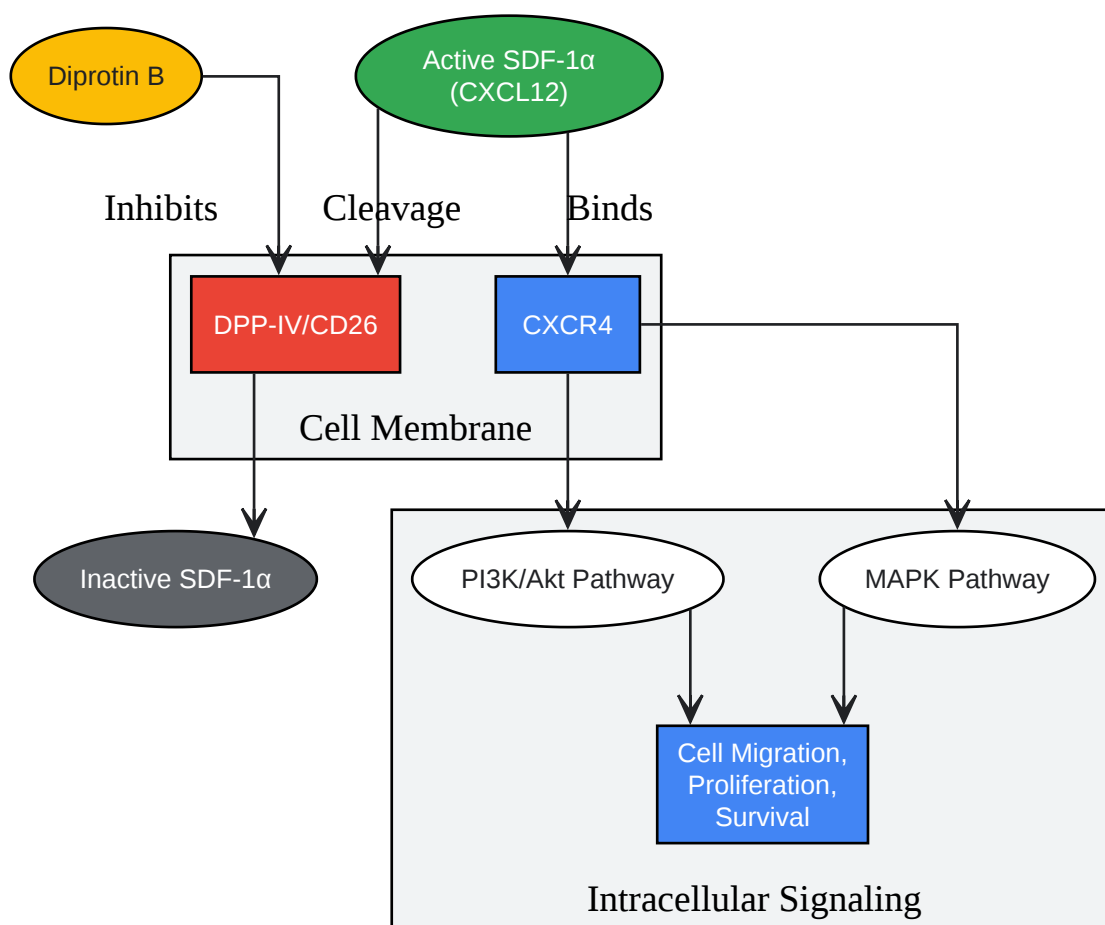 Diprotin B
Active SDF-1α
(CXCL12)
Inhibits
Cleavage
Binds
DPP-IV/CD26
CXCR4
Cell Membrane
Inactive SDF-1α
PI3K/Akt Pathway
MAPK Pathway
Cell Migration,
Proliferation,
Survival
Intracellular Signaling